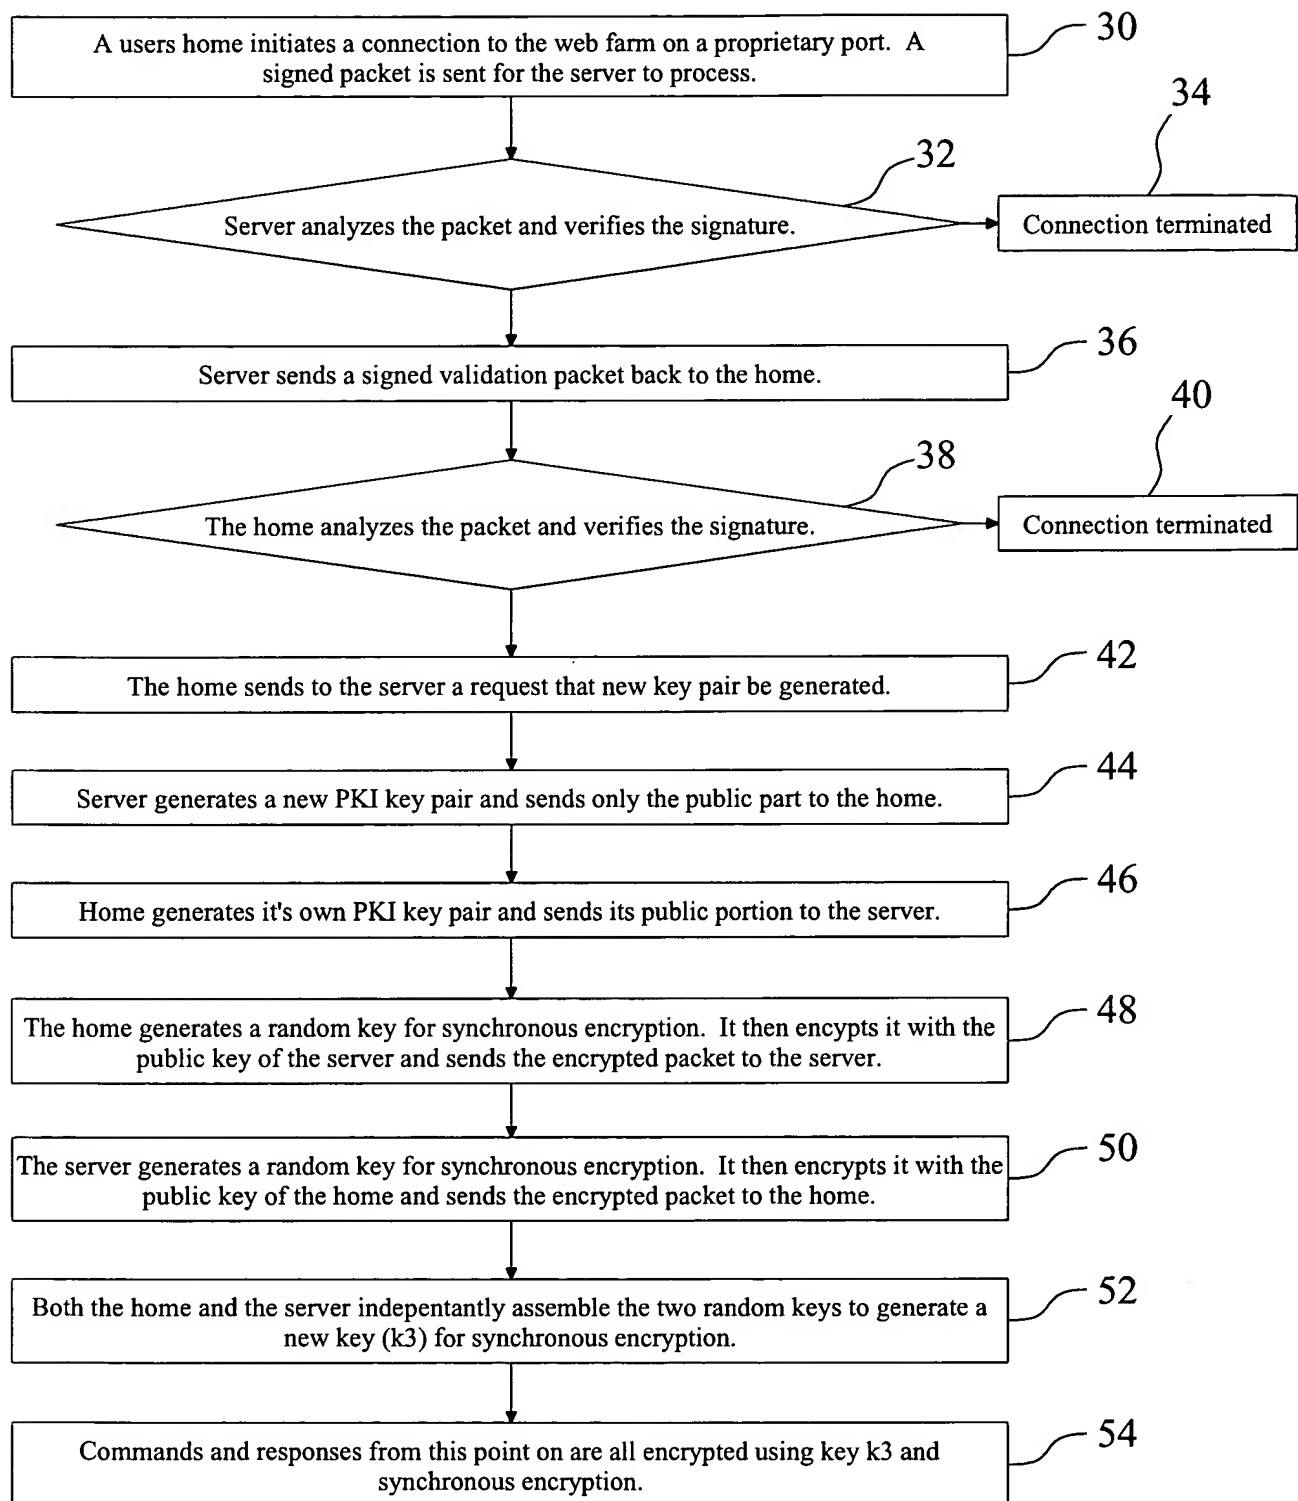 A users home initiates a connection to the web farm on a proprietary port. A
signed packet is sent for the server to process.
30
34
32
Server analyzes the packet and verifies the signature.
Connection terminated
36
Server sends a signed validation packet back to the home.
40
38
The home analyzes the packet and verifies the signature.
Connection terminated
42
The home sends to the server a request that new key pair be generated.
44
Server generates a new PKI key pair and sends only the public part to the home.
46
Home generates it's own PKI key pair and sends its public portion to the server.
48
The home generates a random key for synchronous encryption. It then encypts it with the
public key of the server and sends the encrypted packet to the server.
50
The server generates a random key for synchronous encryption. It then encrypts it with the
public key of the home and sends the encrypted packet to the home.
52
Both the home and the server indepentantly assemble the two random keys to generate a
new key (k3) for synchronous encryption.
54
Commands and responses from this point on are all encrypted using key k3 and
synchronous encryption.